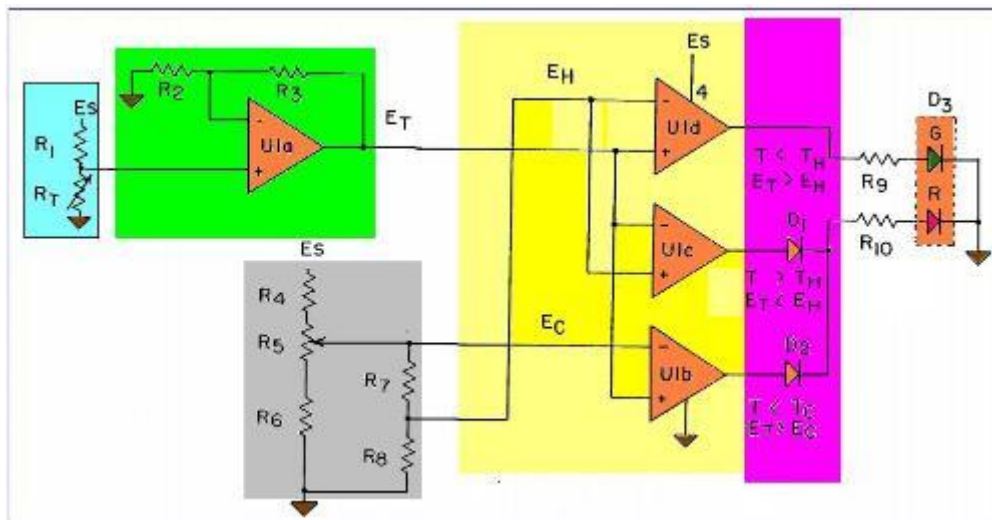 Es
R1
RT
R2
R3
-
U1a
+
ET
EH
Es
4
-
U1d
+
T < TH
ET > EH
D3
G
R
R9
R10
-
U1c
+
D1
T > TH
ET < EH
Es
R4
R5
R6
R7
R8
EC
-
U1b
+
D2
T < TC
ET > EC